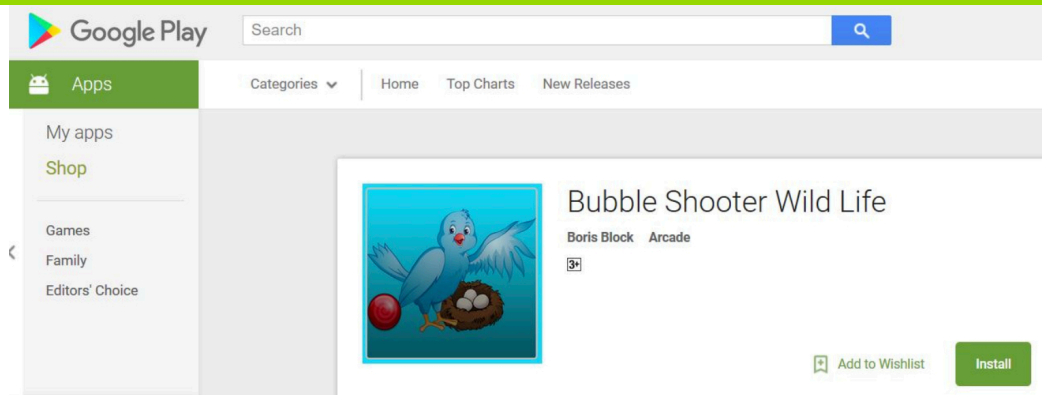 Google Play
Search
Apps
Categories Home Top Charts New Releases
My apps
Shop
Games
Family
Editors' Choice
Bubble Shooter Wild Life
Boris Block Arcade
3+
Add to Wishlist
Install